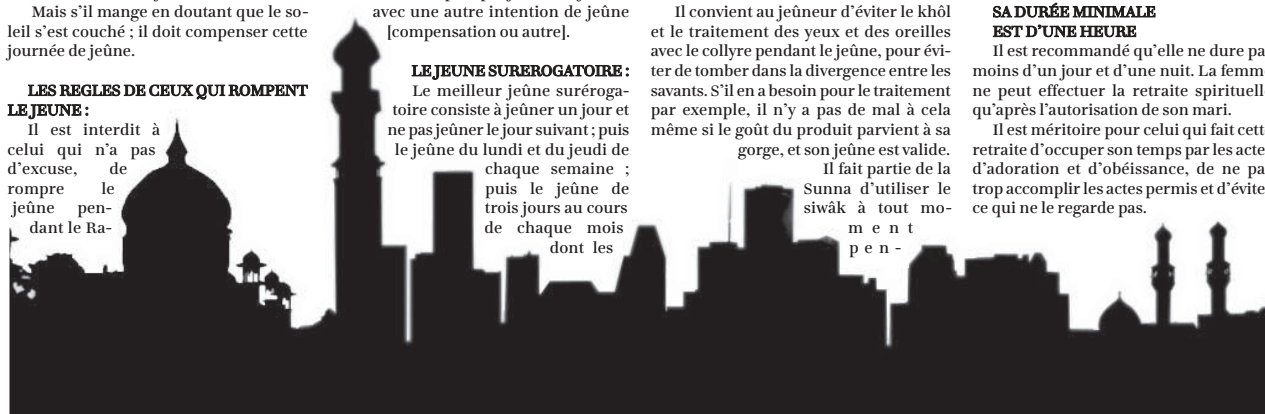 Mais s'il mange en doutant que le so-
leil s'est couché ; il doit compenser cette
journée de jeûne.
LES REGLES DE CEUX QUI ROMPENT
LE JEUNE :
Il est interdit à
celui qui n'a pas
d'excuse, de
rompre le
jeûne pen-
dant le Ra-
avec une autre intention de jeûne
[compensation ou autre].
LE JEUNE SUREROGATOIRE :
Le meilleur jeûne suréroga-
toire consiste à jeûner un jour et
ne pas jeûner le jour suivant ; puis
le jeûne du lundi et du jeudi de
chaque semaine ;
puis le jeûne de
trois jours au cours
de chaque mois
dont les
Il convient au jeûneur d'éviter le khôl
et le traitement des yeux et des oreilles
avec le collyre pendant le jeûne, pour évi-
ter de tomber dans la divergence entre les
savants. S'il en a besoin pour le traitement
par exemple, il n'y a pas de mal à cela
même si le goût du produit parvient à sa
gorge, et son jeûne est valide.
Il fait partie de la
Sunna d'utiliser le
siwâk à tout mo-
ment
pen-
SA DURÉE MINIMALE
EST D'UNE HEURE
Il est recommandé qu'elle ne dure pa
moins d'un jour et d'une nuit. La femm
ne peut effectuer la retraite spirituell
qu'après l'autorisation de son mari.
Il est méritoire pour celui qui fait cett
retraite d'occuper son temps par les acte
d'adoration et d'obéissance, de ne pa
trop accomplir les actes permis et d'évite
ce qui ne le regarde pas.